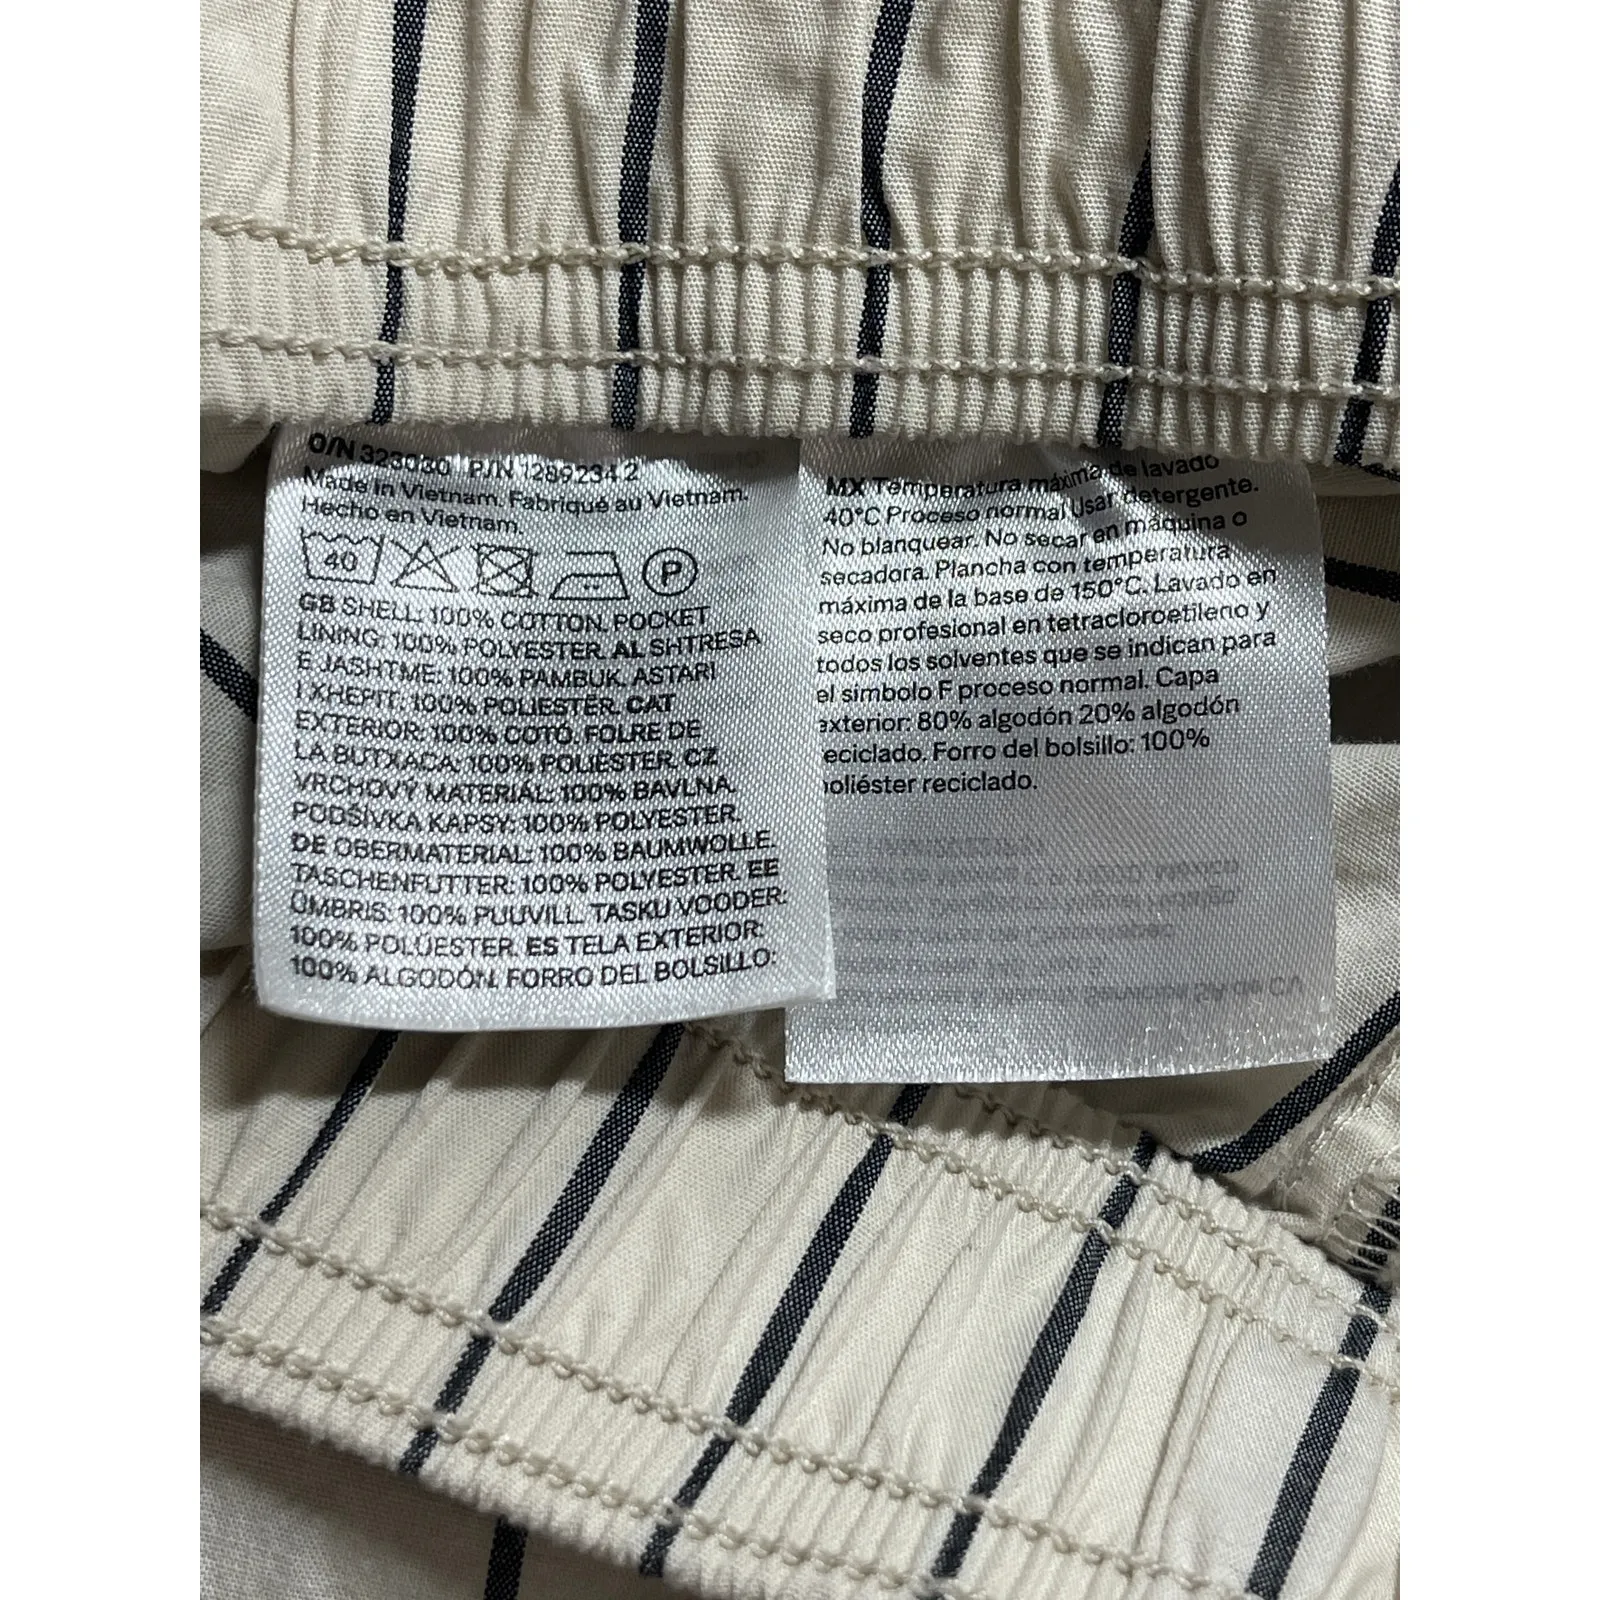 O/N 323030 P/N 1289234 2
Made in Vietnam. Fabriqué au Vietnam.
Hecho en Vietnam.
40 P
GB SHELL: 100% COTTON. POCKET
LINING: 100% POLYESTER. AL SHTRESA
E JASHTME: 100% PAMBUK. ASTARI
I XHEPIT: 100% POLIESTËR. CAT
EXTERIOR: 100% COTÓ. FOLRE DE
LA BUTXACA: 100% POLIÈSTER. CZ
VRCHOVÝ MATERIÁL: 100% BAVLNA.
PODŠÍVKA KAPSY: 100% POLYESTER.
DE OBERMATERIAL: 100% BAUMWOLLE.
TASCHENFUTTER: 100% POLYESTER. EE
ÜMBRIS: 100% PUUVILL. TASKU VOODER:
100% POLÜESTER. ES TELA EXTERIOR:
100% ALGODÓN. FORRO DEL BOLSILLO:
MX Temperatura máxima de lavado
40°C Proceso normal Usar detergente.
No blanquear. No secar en máquina o
secadora. Plancha con temperatura
máxima de la base de 150°C. Lavado en
seco profesional en tetracloroetileno y
todos los solventes que se indican para
el símbolo F proceso normal. Capa
exterior: 80% algodón 20% algodón
eciclado. Forro del bolsillo: 100%
oliéster reciclado.